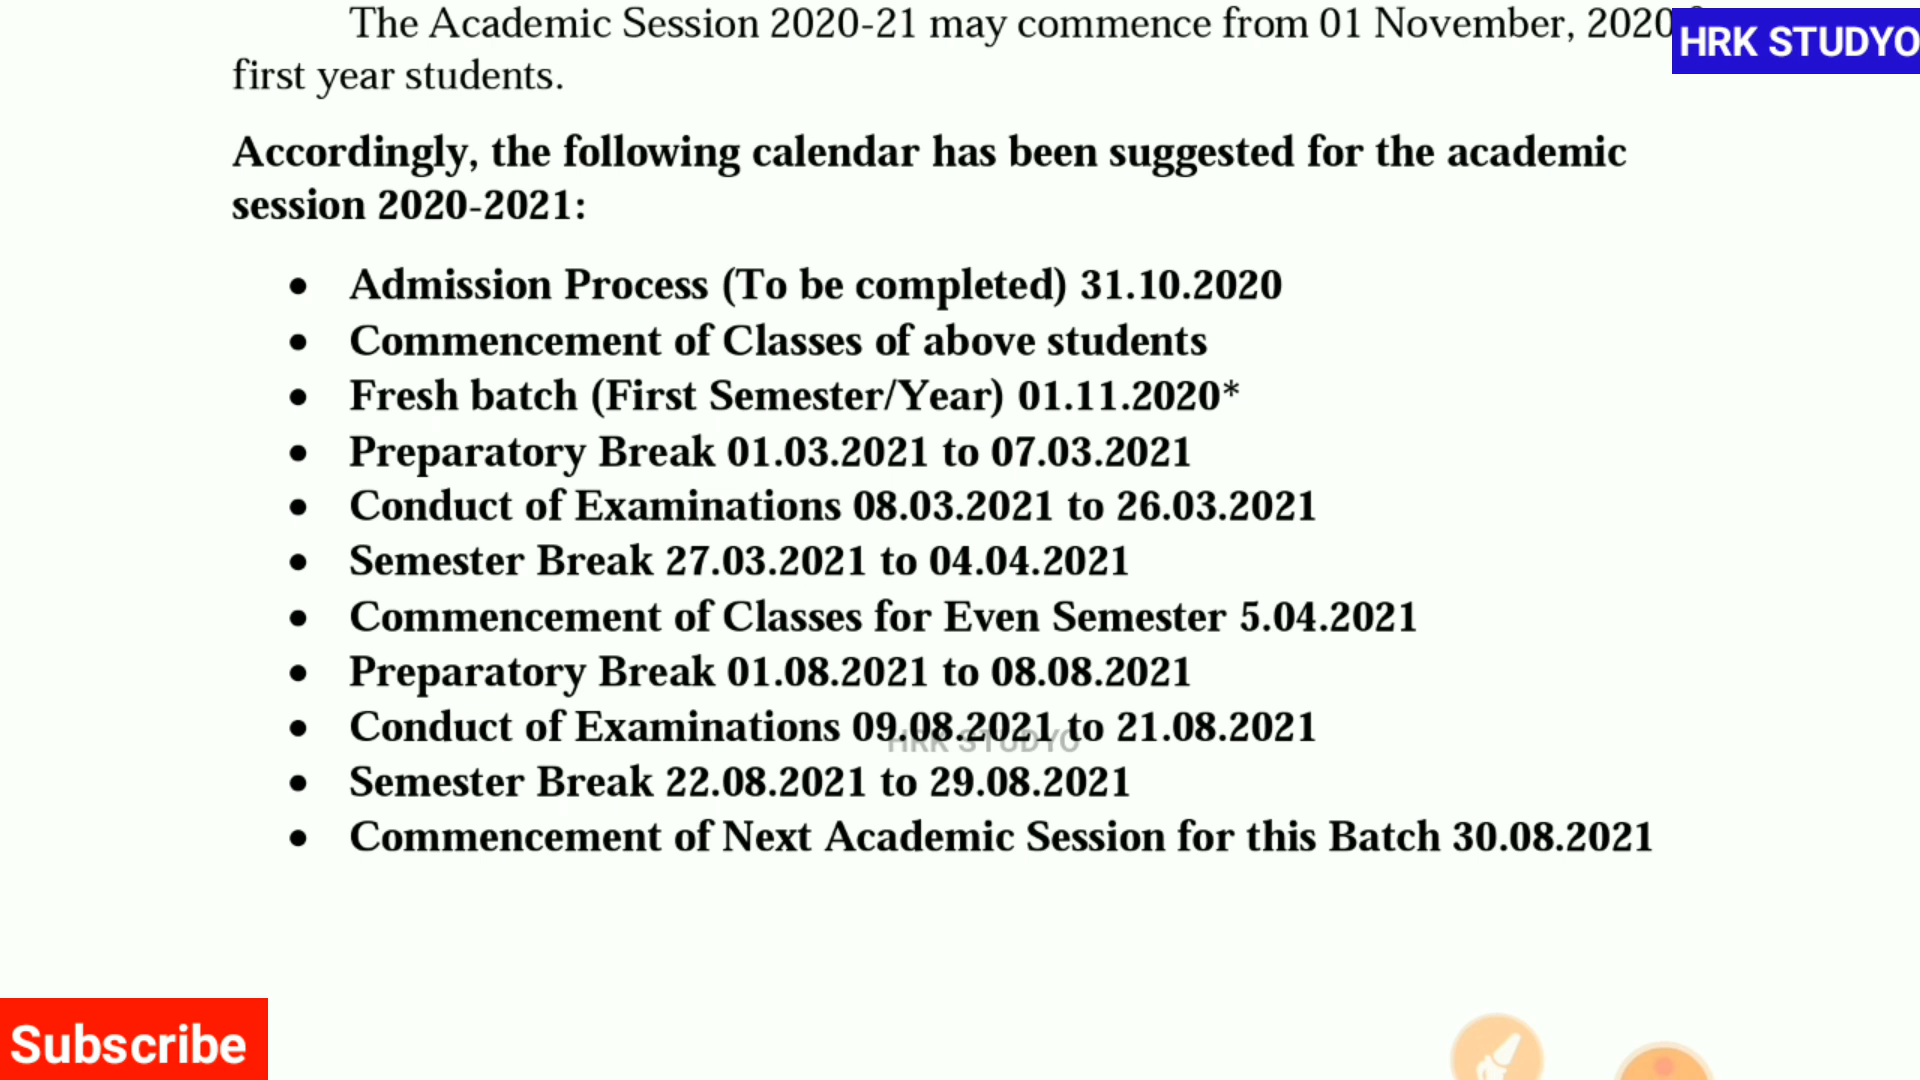 The Academic Session 2020-21 may commence from 01 November, 2020
HRK STUDYO
first year students.
Accordingly, the following calendar has been suggested for the academic
session 2020-2021:
• Admission Process (To be completed) 31.10.2020
• Commencement of Classes of above students
• Fresh batch (First Semester/Year) 01.11.2020*
• Preparatory Break 01.03.2021 to 07.03.2021
• Conduct of Examinations 08.03.2021 to 26.03.2021
• Semester Break 27.03.2021 to 04.04.2021
• Commencement of Classes for Even Semester 5.04.2021
• Preparatory Break 01.08.2021 to 08.08.2021
• Conduct of Examinations 09.08.2021 to 21.08.2021
HRK STUDYO
• Semester Break 22.08.2021 to 29.08.2021
• Commencement of Next Academic Session for this Batch 30.08.2021
Subscribe